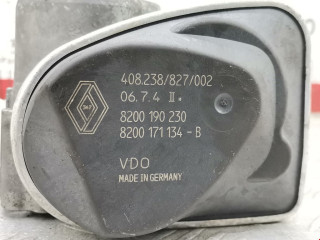 408.238/827/002
06.7.4 II
8200 190 230
8200 171 134 - B
VDO
MADE IN GERMANY